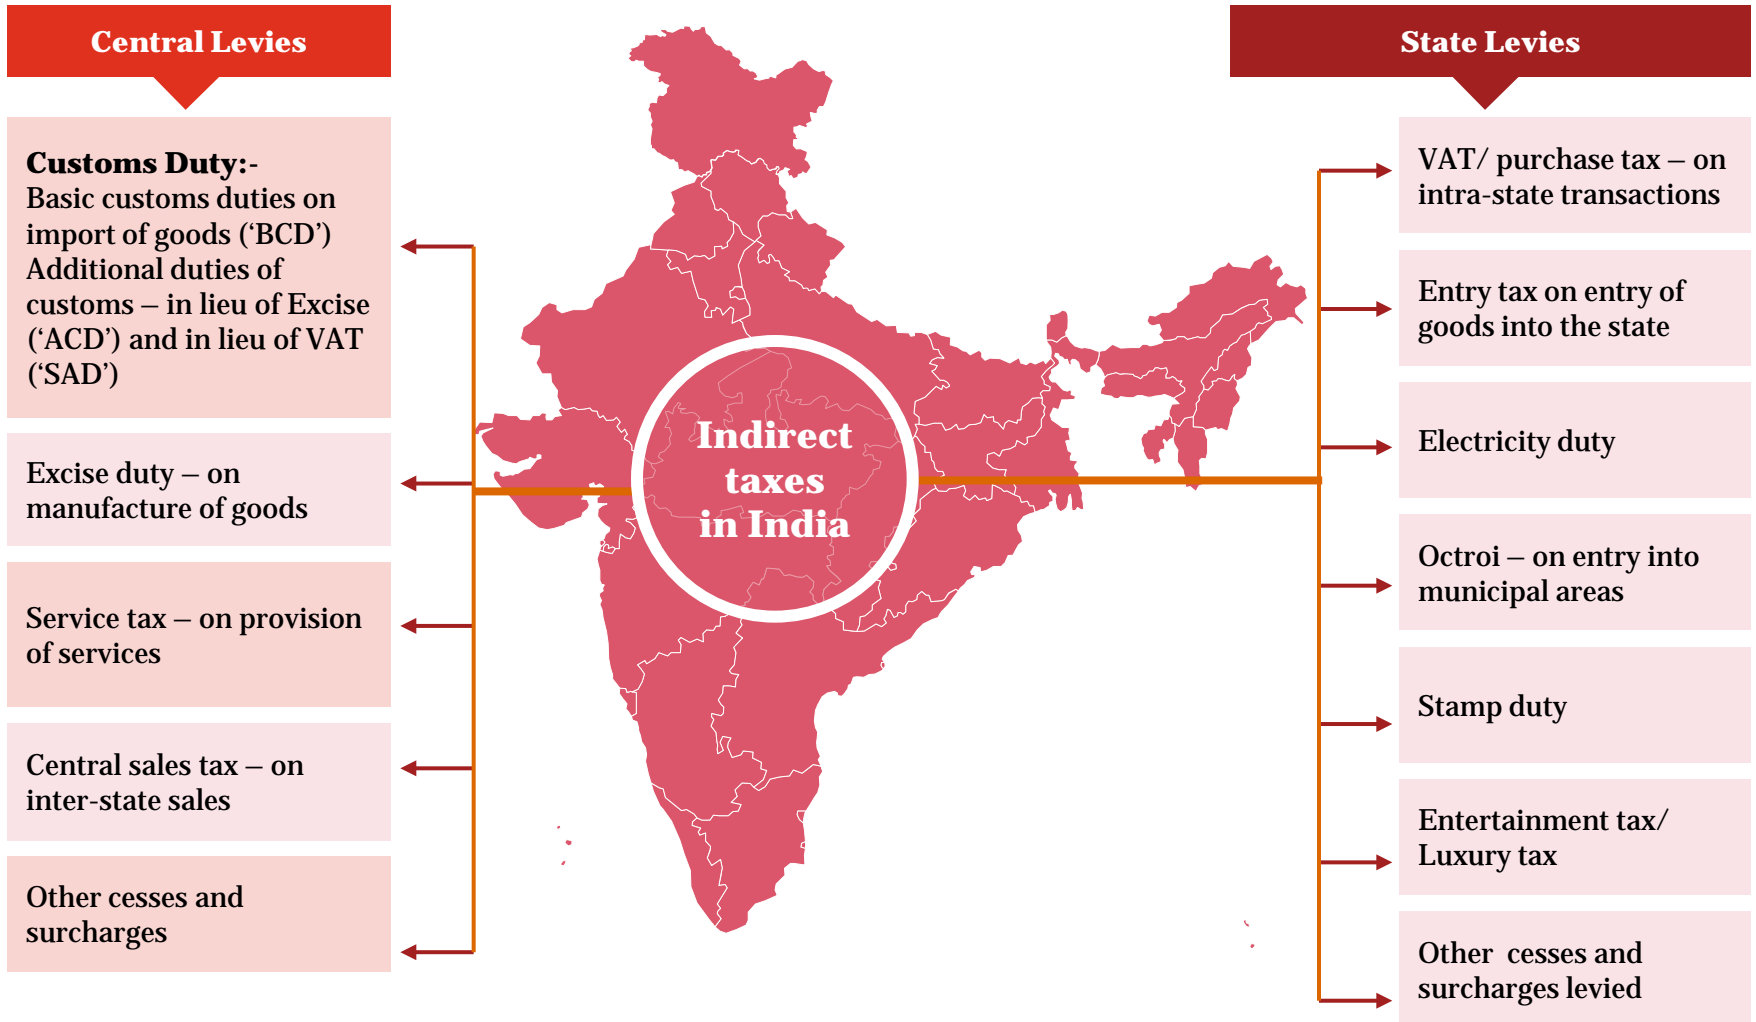 Central Levies
Customs Duty:-
Basic customs duties on
import of goods (‘BCD’)
Additional duties of
customs – in lieu of Excise
(‘ACD’) and in lieu of VAT
(‘SAD’)
Excise duty – on
manufacture of goods
Service tax – on provision
of services
Central sales tax – on
inter-state sales
Other cesses and
surcharges
Indirect
taxes
in India
State Levies
VAT/ purchase tax – on
intra-state transactions
Entry tax on entry of
goods into the state
Electricity duty
Octroi – on entry into
municipal areas
Stamp duty
Entertainment tax/
Luxury tax
Other  cesses and
surcharges levied